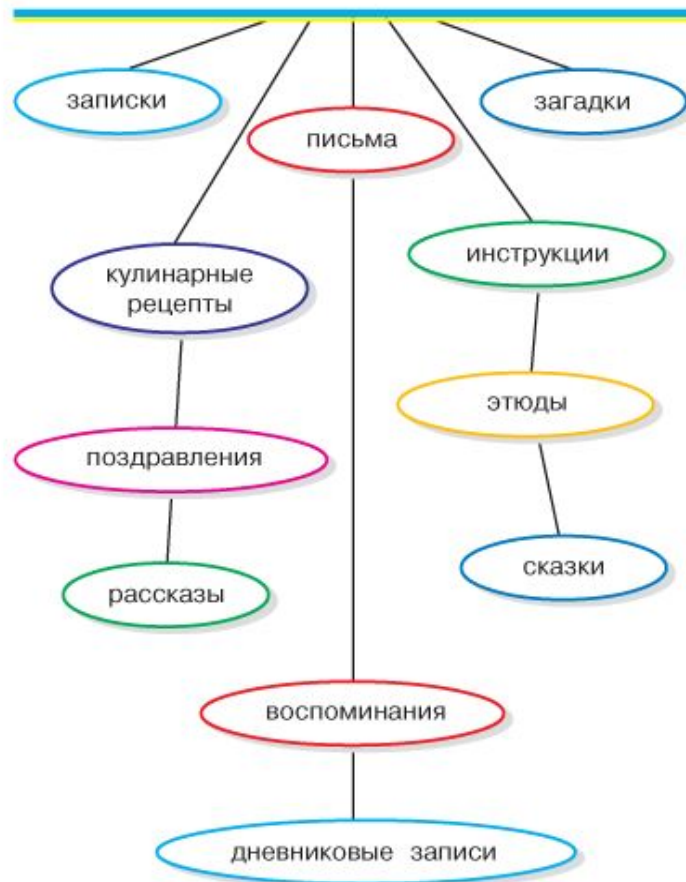 записки
загадки
письма
инструкции
кулинарные
рецепты
этюды
поздравления
сказки
рассказы
воспоминания
дневниковые записи